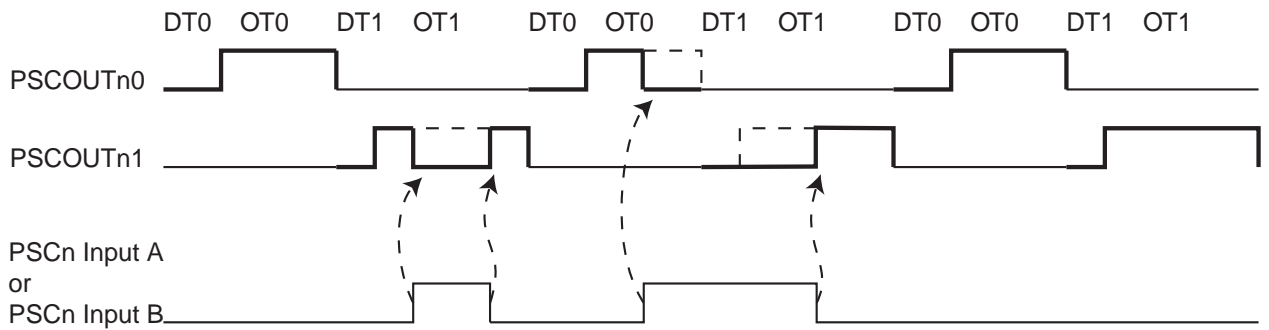 DT0 OT0 DT1 OT1 DT0 OT0 DT1 OT1 DT0 OT0 DT1 OT1
PSCOUTn0
PSCOUTn1
PSCn Input A
or
PSCn Input B